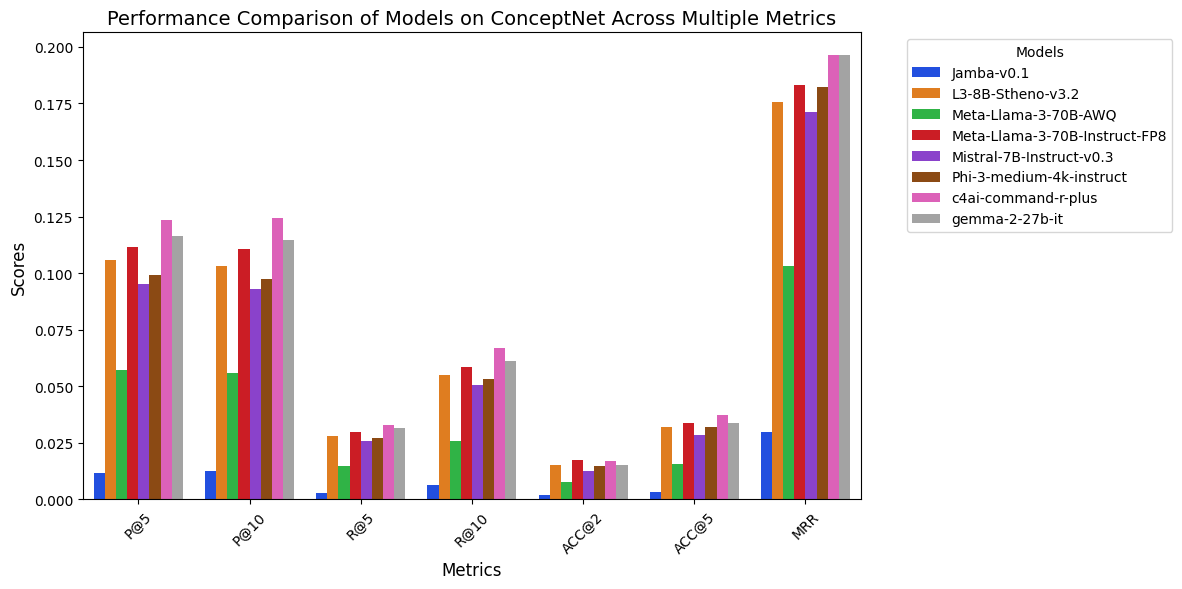 Performance Comparison of Models on ConceptNet Across Multiple Metrics
Scores
0.200
0.175
0.150
0.125
0.100
0.075
0.050
0.025
0.000
P@5
P@10
R@5
R@10
ACC@2
ACC@5
MRR
Metrics
Models
Jamba-v0.1
L3-8B-Stheno-v3.2
Meta-Llama-3-70B-AWQ
Meta-Llama-3-70B-Instruct-FP8
Mistral-7B-Instruct-v0.3
Phi-3-medium-4k-instruct
c4ai-command-r-plus
gemma-2-27b-it